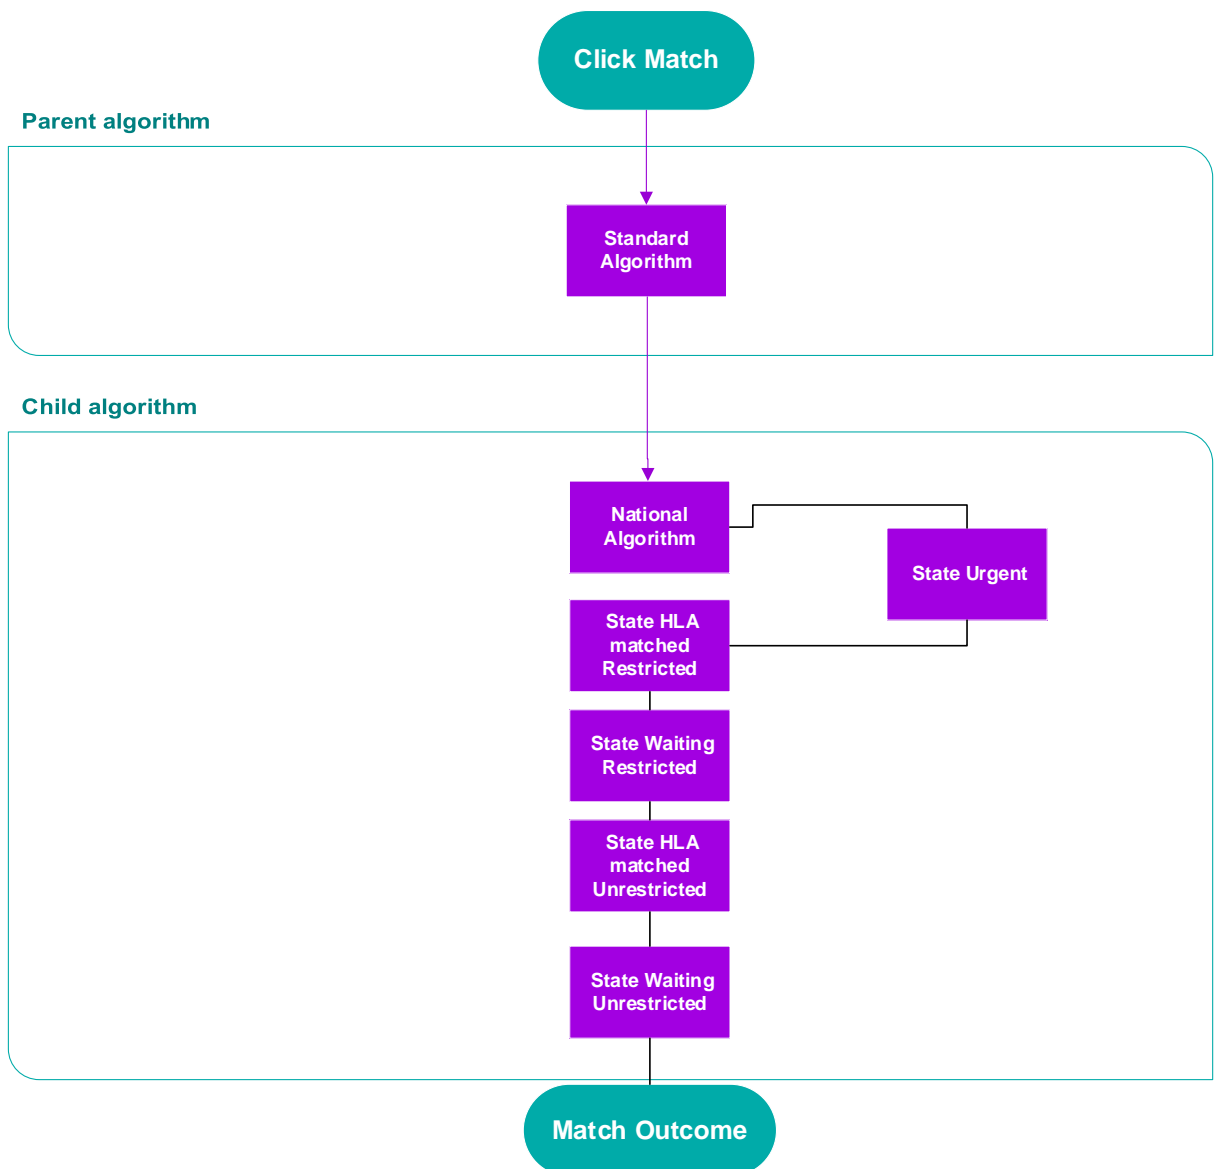 Click Match
Parent algorithm
Standard
Algorithm
Child algorithm
National
Algorithm
State Urgent
State HLA
matched
Restricted
State Waiting
Restricted
State HLA
matched
Unrestricted
State Waiting
Unrestricted
Match Outcome